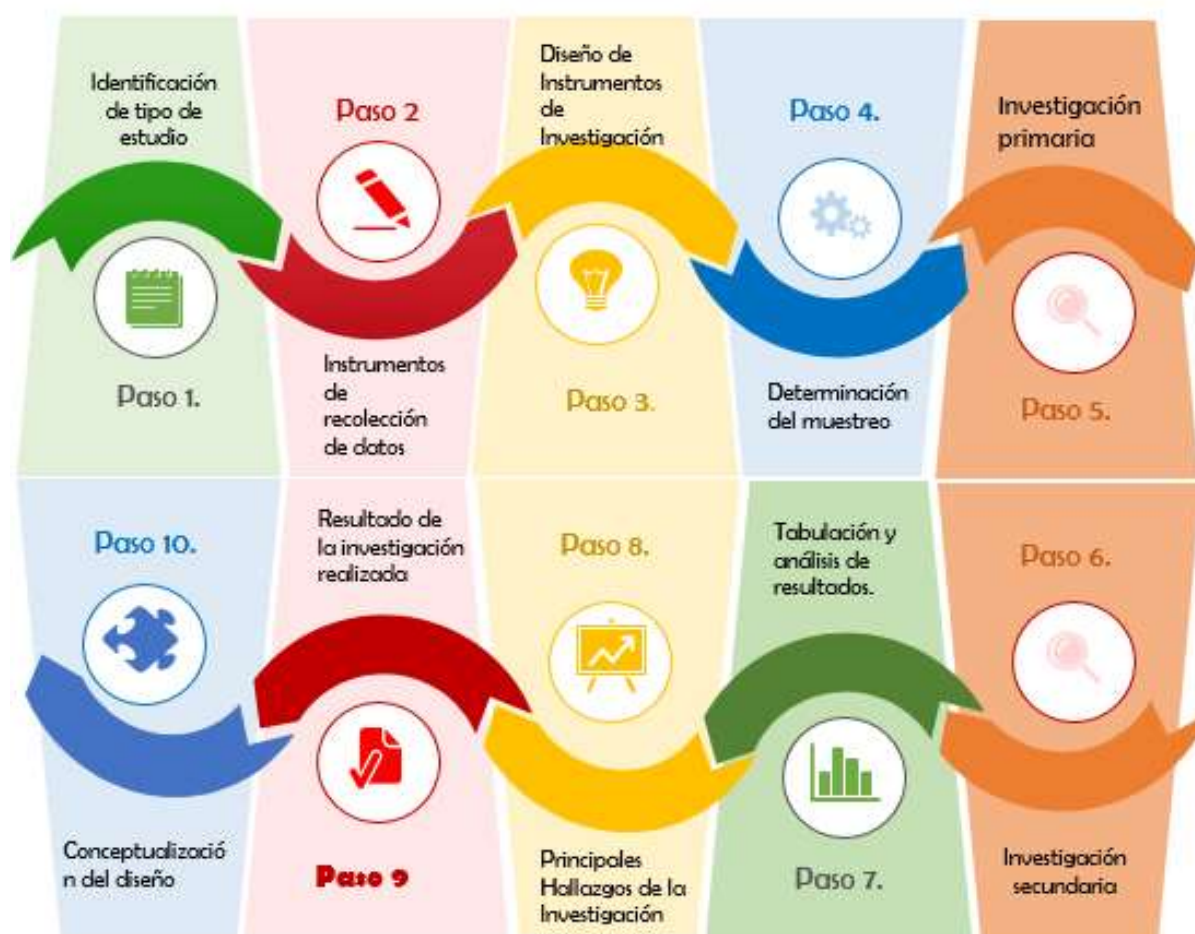 Identificación
de tipo de
estudio
Paso 1.
Paso 2
Instrumentos
de
recolección
de datos
Diseño de
Instrumentos
de
Investigación
Paso 3.
Paso 4.
Determinación
del muestreo
Investigación
primaria
Paso 5.
Paso 6.
Investigación
secundaria
Tabulación y
análisis de
resultados.
Paso 7.
Paso 8.
Principales
Hallazgos de la
Investigación
Resultado de
la investigación
realizada
Paso 9
Paso 10.
Conceptualizació
n del diseño